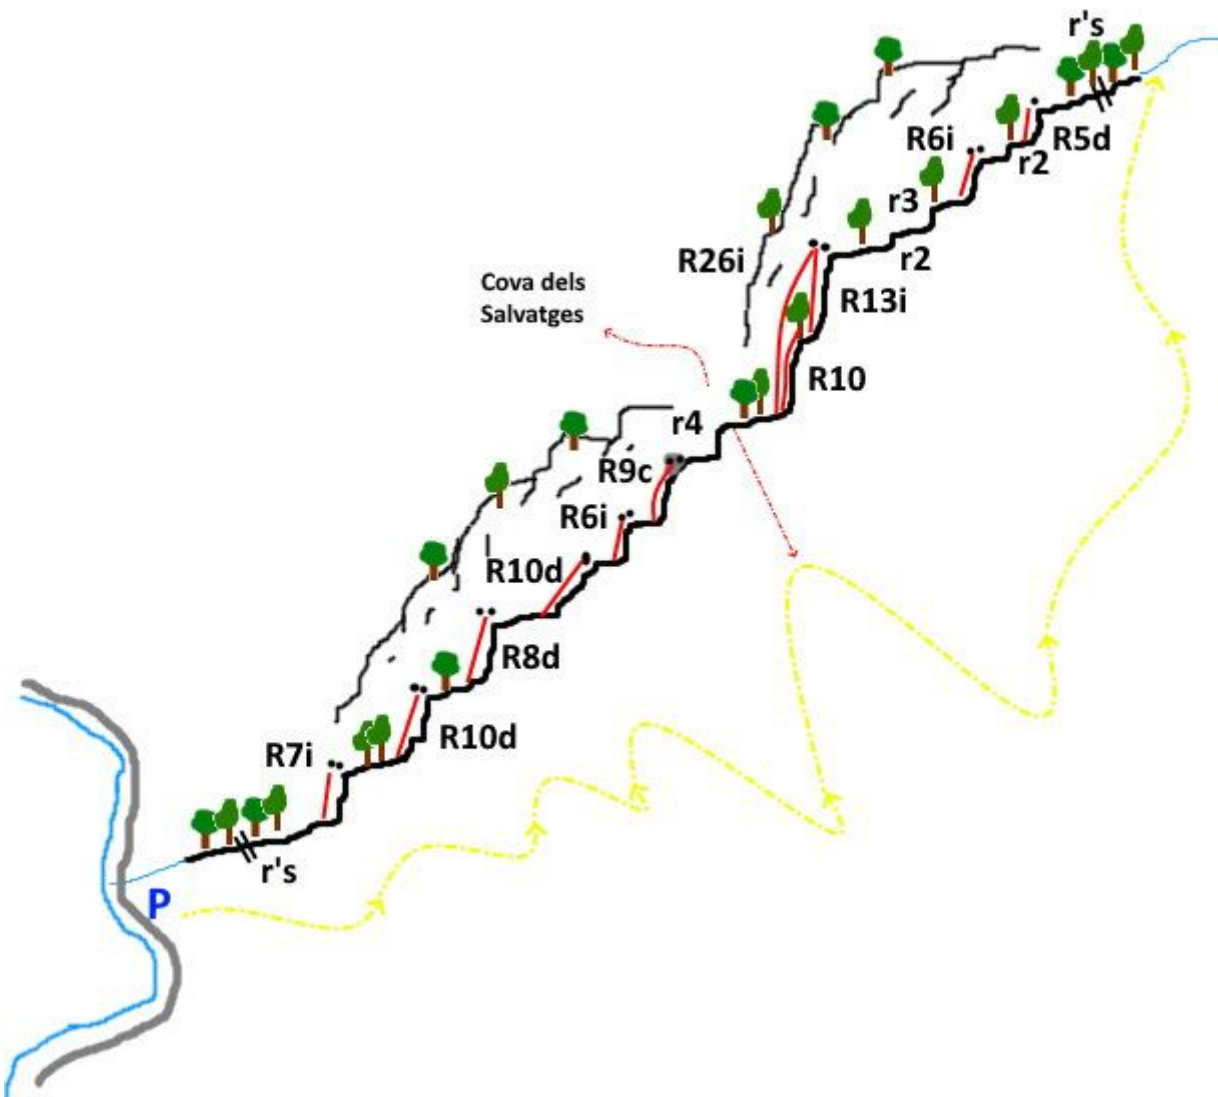 r's
R5d
R6i
r2
r3
r2
R26i
R13i
Cova dels
Salvatges
R10
r4
R9c
R6i
R10d
R8d
R10d
R7i
r's
P